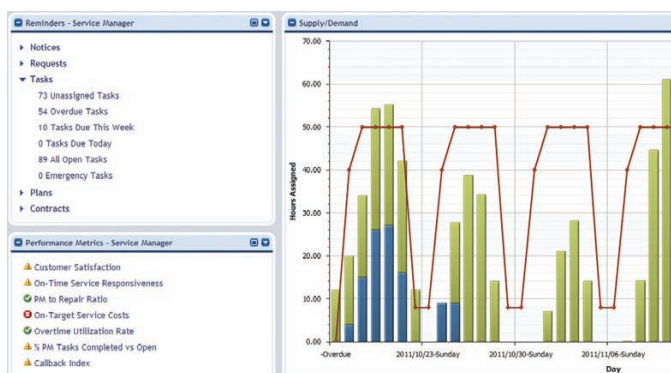 Reminders - Service Manager
Notices
Requests
Tasks
73 Unassigned Tasks
54 Overdue Tasks
10 Tasks Due This Week
0 Tasks Due Today
89 All Open Tasks
0 Emergency Tasks
Plans
Contracts
Performance Metrics - Service Manager
Customer Satisfaction
On-Time Service Responsiveness
PM to Repair Ratio
On-Target Service Costs
Overtime Utilization Rate
% PM Tasks Completed vs Open
Callback Index
Supply/Demand
70.00
60.00
50.00
40.00
30.00
20.00
10.00
0.00
Hours Assigned
-Overdue
2011/10/23-Sunday
2011/10/30-Sunday
2011/11/06-Sunday
Day